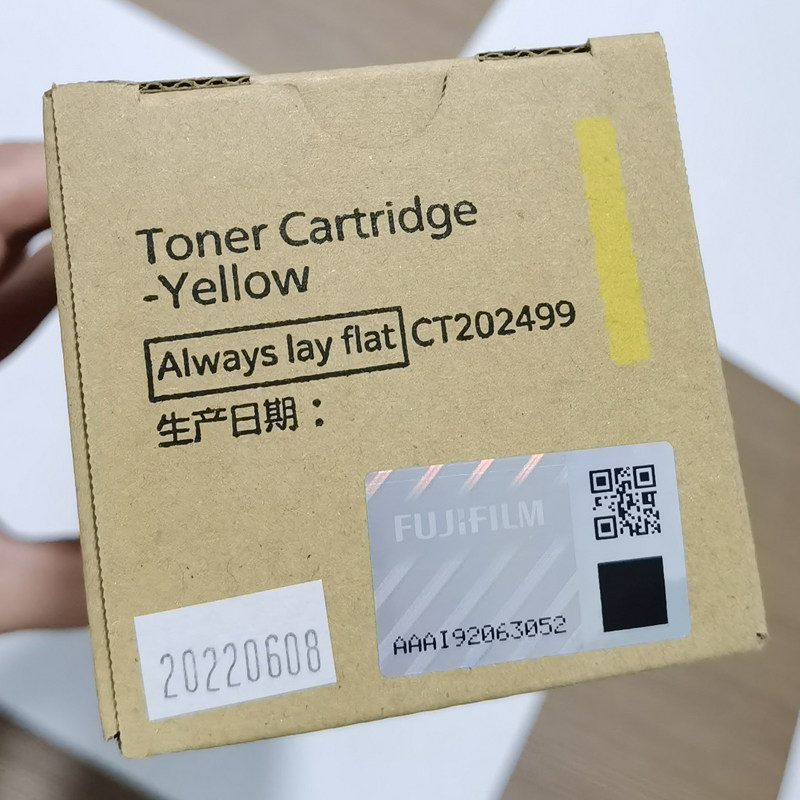 Toner Cartridge
-Yellow
Always lay flat CT202499
生产日期：
FUJIFILM
AAAI92063052
20220608